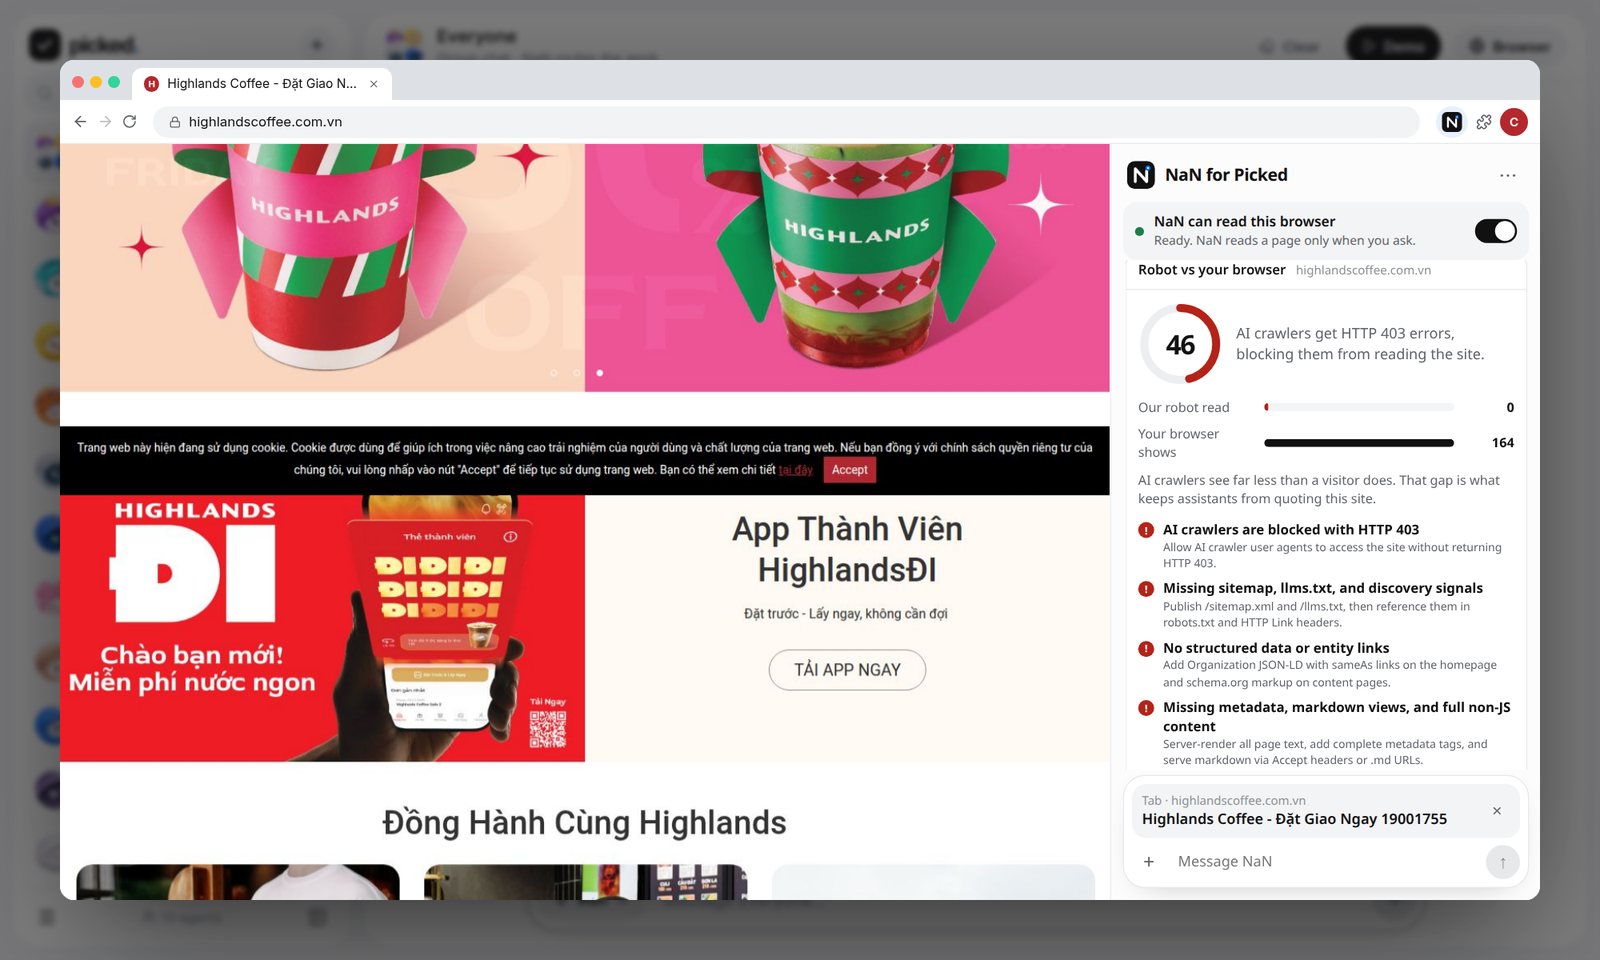 picked.
Everyone
Clear
Demo
Browser
Highlands Coffee - Đặt Giao N...
highlandscoffee.com.vn
C
FRIDAY
HIGHLANDS
HIGHLANDS
OFF
Trang web này hiện đang sử dụng cookie. Cookie được dùng để giúp ích trong việc nâng cao trải nghiệm của người dùng và chất lượng của trang web. Nếu bạn đồng ý với chính sách quyền riêng tư của
chúng tôi, vui lòng nhấp vào nút "Accept" để tiếp tục sử dụng trang web. Bạn có thể xem chi tiết tại đây Accept
HIGHLANDS
ĐI
Chào bạn mới!
Miễn phí nước ngon
Thẻ thành viên
ĐIĐIĐIĐI
ĐIĐIĐIĐI
ĐIĐIĐIĐI
Tải Ngay
App Thành Viên
HighlandsĐI
Đặt trước - Lấy ngay, không cần đợi
TẢI APP NGAY
Đồng Hành Cùng Highlands
NaN for Picked
NaN can read this browser
Ready. NaN reads a page only when you ask.
Robot vs your browser highlandscoffee.com.vn
46
AI crawlers get HTTP 403 errors,
blocking them from reading the site.
Our robot read 0
Your browser
shows 164
AI crawlers see far less than a visitor does. That gap is what
keeps assistants from quoting this site.
AI crawlers are blocked with HTTP 403
Allow AI crawler user agents to access the site without returning
HTTP 403.
Missing sitemap, llms.txt, and discovery signals
Publish /sitemap.xml and /llms.txt, then reference them in
robots.txt and HTTP Link headers.
No structured data or entity links
Add Organization JSON-LD with sameAs links on the homepage
and schema.org markup on content pages.
Missing metadata, markdown views, and full non-JS
content
Server-render all page text, add complete metadata tags, and
serve markdown via Accept headers or .md URLs.
Tab · highlandscoffee.com.vn
Highlands Coffee - Đặt Giao Ngay 19001755
Message NaN